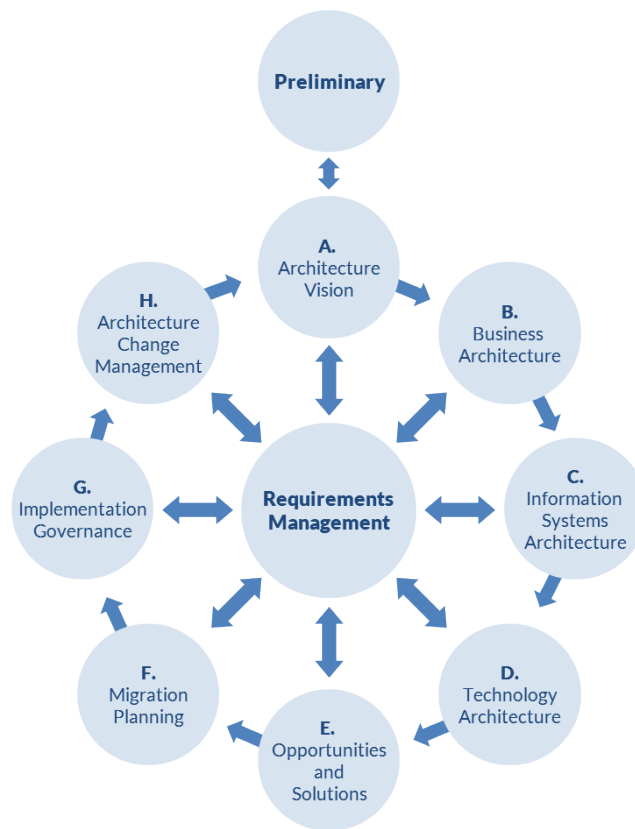 Preliminary
A.
Architecture
Vision
B.
Business
Architecture
C.
Information
Systems
Architecture
D.
Technology
Architecture
E.
Opportunities
and
Solutions
F.
Migration
Planning
G.
Implementation
Governance
H.
Architecture
Change
Management
Requirements
Management